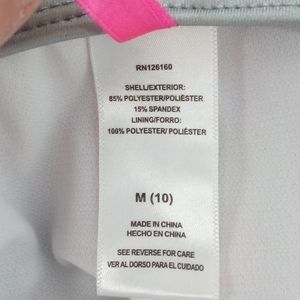 RN126160
SHELL/EXTERIOR:
85% POLYESTER/POLIÉSTER
15% SPANDEX
LINING/FORRO:
100% POLYESTER/ POLIÉSTER
M (10)
MADE IN CHINA
HECHO EN CHINA
SEE REVERSE FOR CARE
VER AL DORSO PARA EL CUIDADO